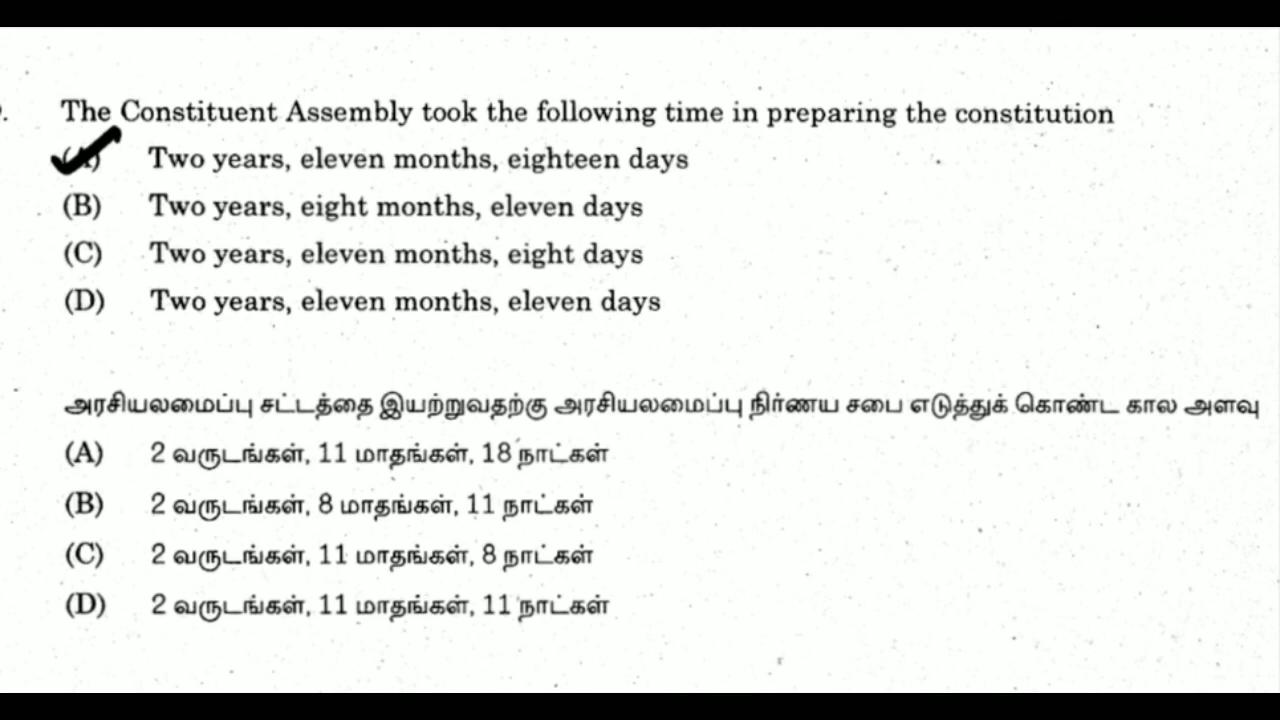 The Constituent Assembly took the following time in preparing the constitution
(A) Two years, eleven months, eighteen days
(B) Two years, eight months, eleven days
(C) Two years, eleven months, eight days
(D) Two years, eleven months, eleven days
அரசியலமைப்பு சட்டத்தை இயற்றுவதற்கு அரசியலமைப்பு நிர்ணய சபை எடுத்துக் கொண்ட கால அளவு
(A) 2 வருடங்கள், 11 மாதங்கள், 18 நாட்கள்
(B) 2 வருடங்கள், 8 மாதங்கள், 11 நாட்கள்
(C) 2 வருடங்கள், 11 மாதங்கள், 8 நாட்கள்
(D) 2 வருடங்கள், 11 மாதங்கள், 11 நாட்கள்